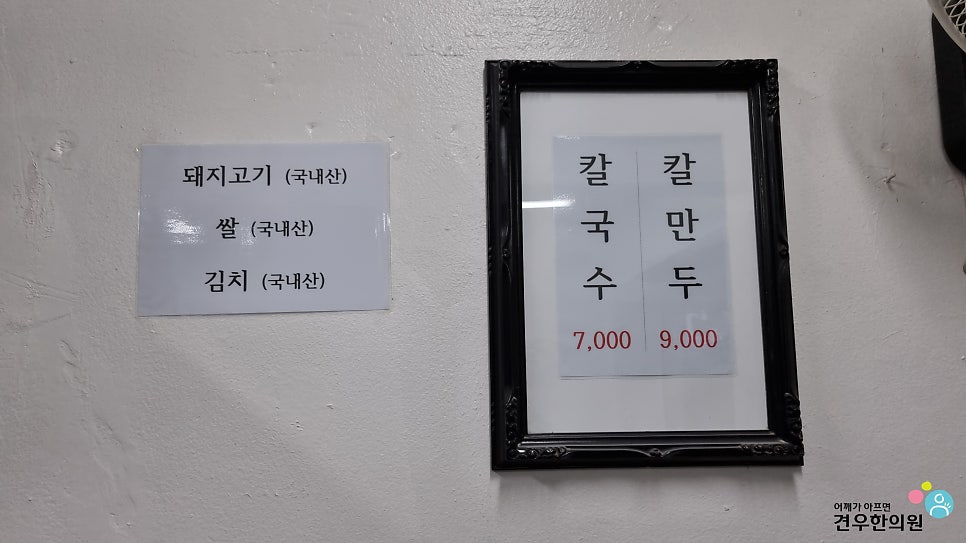 돼지고기 (국내산)
쌀 (국내산)
김치 (국내산)
칼국수
7,000
칼만두
9,000
어깨가 아프면
견우한의원